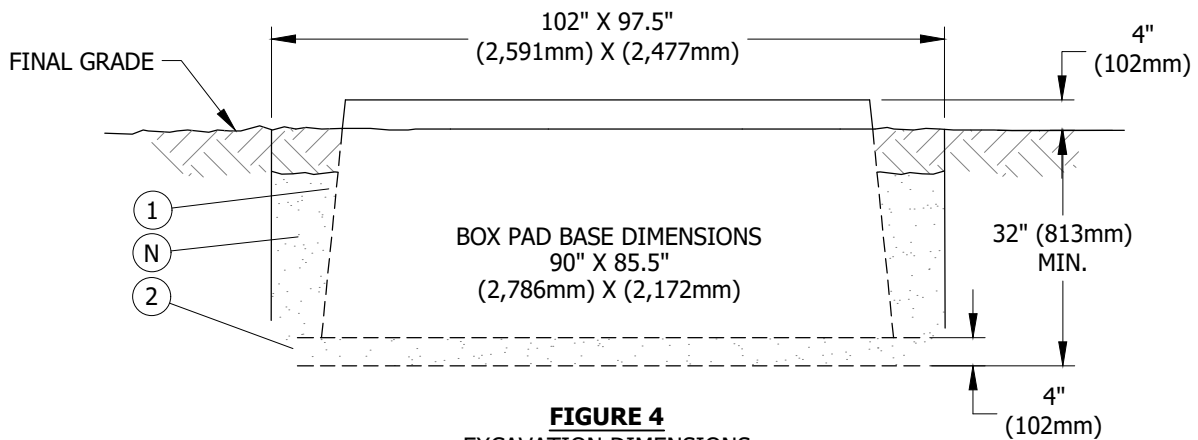 102" X 97.5"
(2,591mm) X (2,477mm)
4"
(102mm)
FINAL GRADE
1
N
2
BOX PAD BASE DIMENSIONS
90" X 85.5"
(2,786mm) X (2,172mm)
32" (813mm)
MIN.
4"
(102mm)
FIGURE 4
EXCAVATION DIMENSIONS